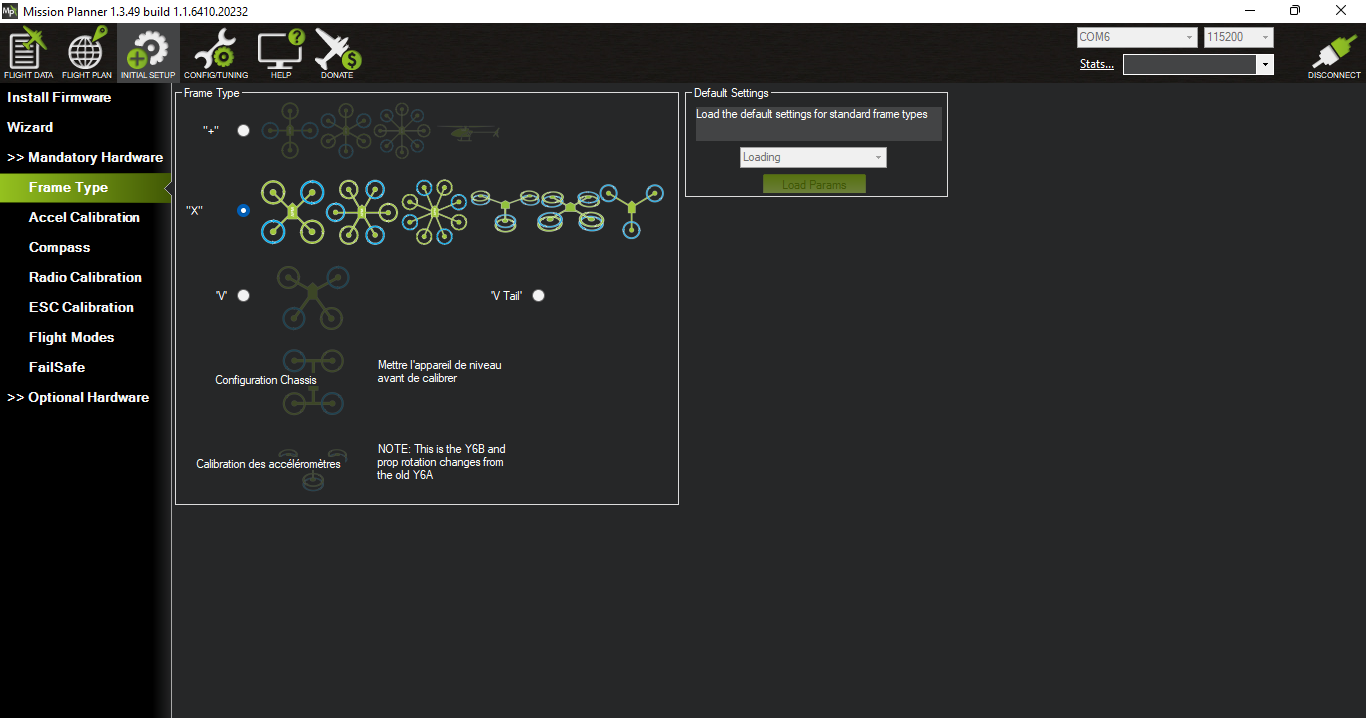 Mission Planner 1.3.49 build 1.1.6410.20232
FLIGHT DATA
FLIGHT PLAN
INITIAL SETUP
CONFIG/TUNING
HELP
DONATE
COM6
115200
Stats...
DISCONNECT
Install Firmware
Wizard
>> Mandatory Hardware
Frame Type
Accel Calibration
Compass
Radio Calibration
ESC Calibration
Flight Modes
FailSafe
>> Optional Hardware
Frame Type
"+"
"X"
'V'
'V Tail'
Configuration Chassis
Mettre l'appareil de niveau
avant de calibrer
Calibration des accéléromètres
NOTE: This is the Y6B and
prop rotation changes from
the old Y6A
Default Settings
Load the default settings for standard frame types
Loading
Load Params